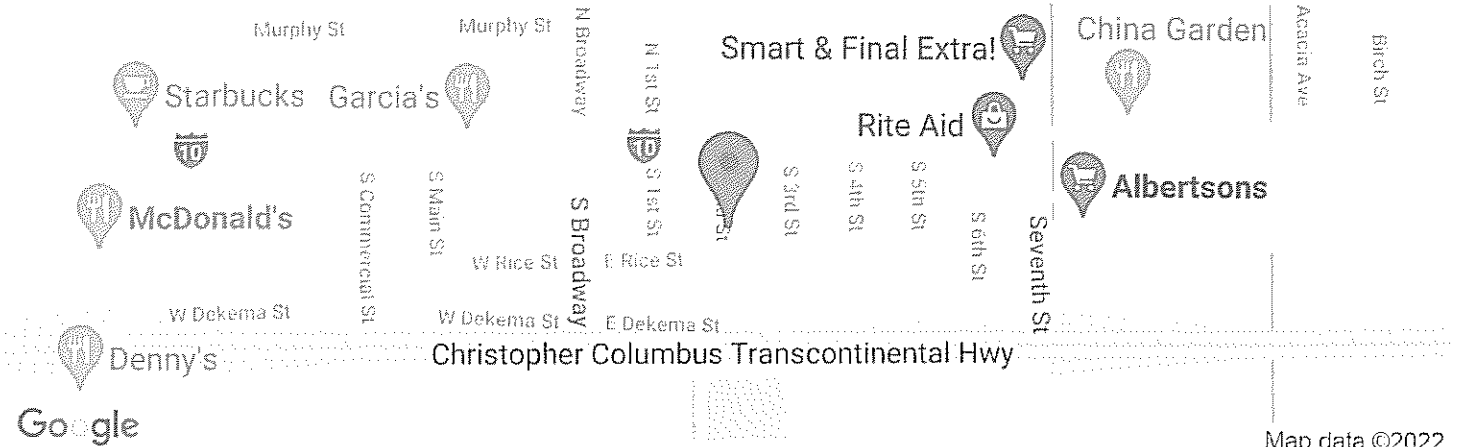 Murphy St
Murphy St
N Broadway
N 1st St
Smart & Final Extra!
China Garden
Acacia Ave
Birch St
Starbucks
Garcia's
Rite Aid
10
10
McDonald's
S Commercial St
S Main St
S Broadway
S 1st St
S 3rd St
S 4th St
S 5th St
S 6th St
Seventh St
Albertsons
W Rice St
E Rice St
W Dekema St
W Dekema St
E Dekema St
Denny's
Christopher Columbus Transcontinental Hwy
Google
Map data ©2022